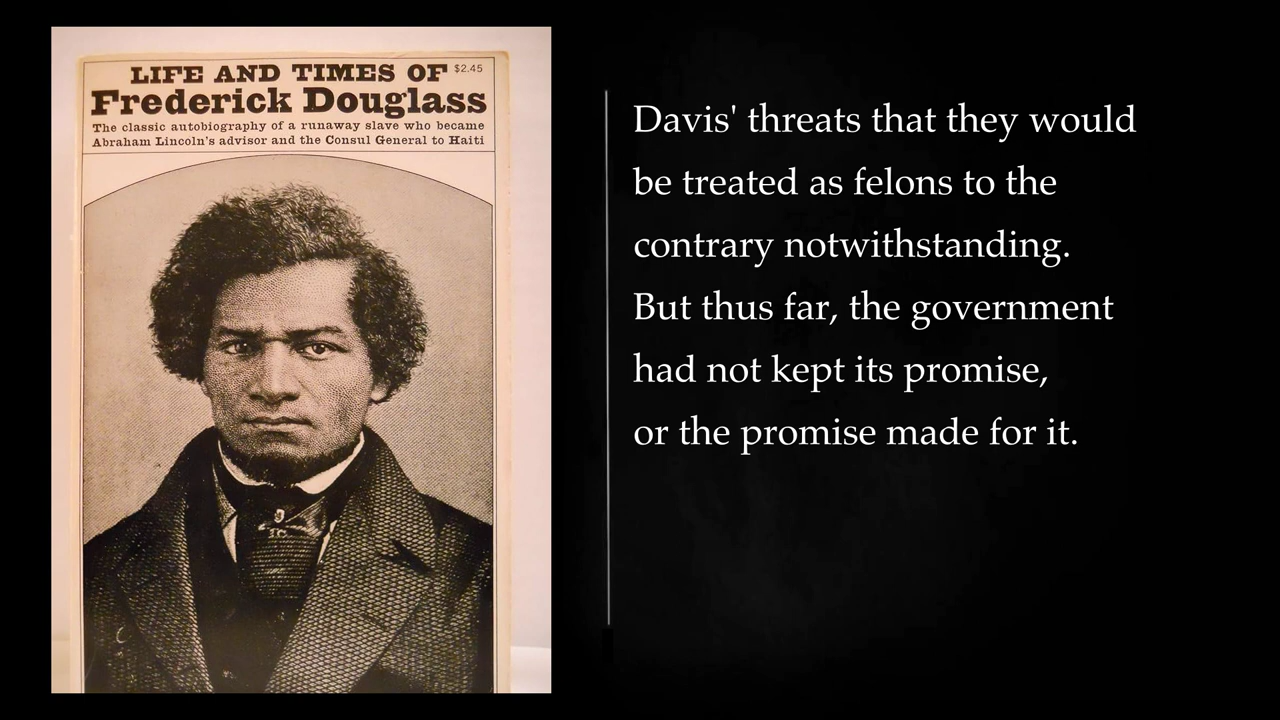 LIFE AND TIMES OF $2.45
Frederick Douglass
The classic autobiography of a runaway slave who became
Abraham Lincoln's advisor and the Consul General to Haiti
Davis' threats that they would
be treated as felons to the
contrary notwithstanding.
But thus far, the government
had not kept its promise,
or the promise made for it.